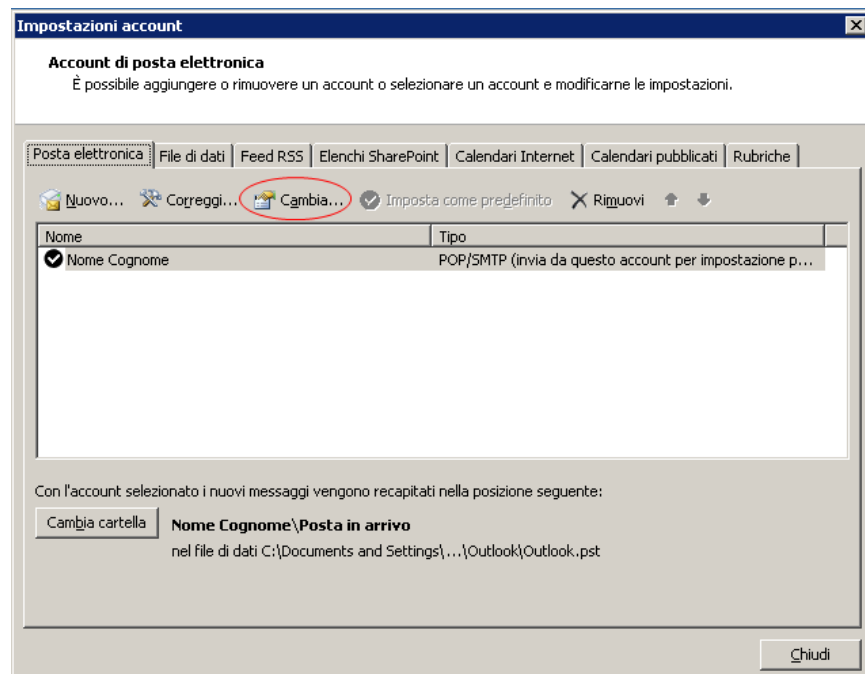 Impostazioni account
Account di posta elettronica
È possibile aggiungere o rimuovere un account o selezionare un account e modificarne le impostazioni.
Posta elettronica File di dati Feed RSS Elenchi SharePoint Calendari Internet Calendari pubblicati Rubriche
Nuovo... Correggi... Cambia... Imposta come predefinito Rimuovi
Nome Tipo
Nome Cognome POP/SMTP (invia da questo account per impostazione p...
Con l'account selezionato i nuovi messaggi vengono recapitati nella posizione seguente:
Cambia cartella Nome Cognome\Posta in arrivo
nel file di dati C:\Documents and Settings\...\Outlook\Outlook.pst
Chiudi